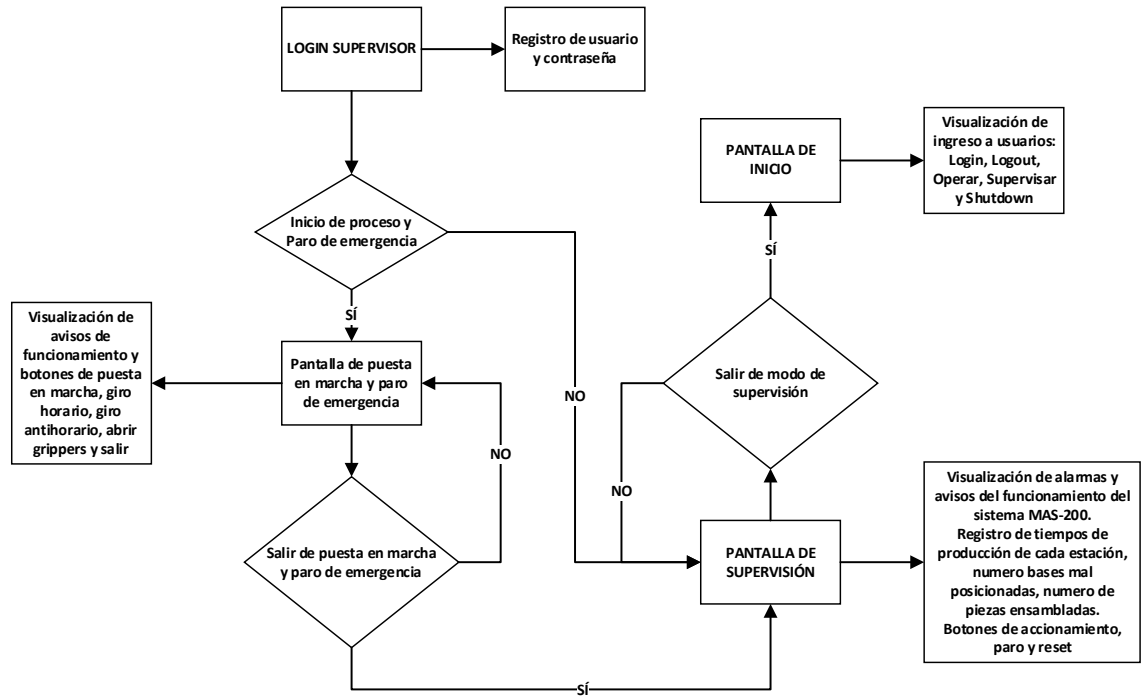 LOGIN SUPERVISOR
Registro de usuario
y contraseña
Inicio de proceso y
Paro de emergencia
SÍ
NO
Visualización de
avisos de
funcionamiento y
botones de puesta
en marcha, giro
horario, giro
antihorario, abrir
grippers y salir
Pantalla de puesta
en marcha y paro
de emergencia
NO
Salir de puesta en marcha
y paro de emergencia
SÍ
PANTALLA DE
INICIO
Visualización de
ingreso a usuarios:
Login, Logout,
Operar, Supervisar
y Shutdown
SÍ
Salir de modo de
supervisión
NO
PANTALLA DE
SUPERVISIÓN
Visualización de alarmas y
avisos del funcionamiento del
sistema MAS-200.
Registro de tiempos de
producción de cada estación,
numero bases mal
posicionadas, numero de
piezas ensambladas.
Botones de accionamiento,
paro y reset